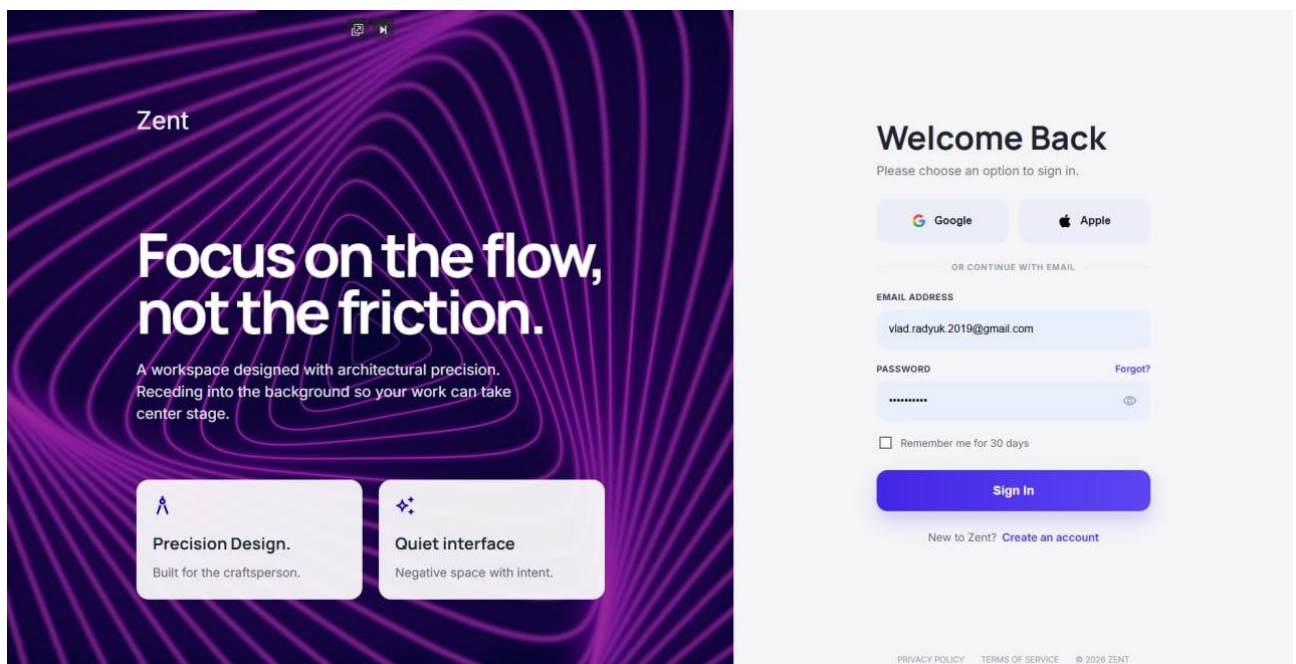 Zent
Focus on the flow,
not the friction.
A workspace designed with architectural precision.
Receding into the background so your work can take
center stage.
Precision Design.
Built for the craftsperson.
Quiet interface
Negative space with intent.
Welcome Back
Please choose an option to sign in.
Google
Apple
OR CONTINUE WITH EMAIL
EMAIL ADDRESS
vlad.radyuk.2019@gmail.com
PASSWORD Forgot?
••••••••••
Remember me for 30 days
Sign In
New to Zent? Create an account
PRIVACY POLICY TERMS OF SERVICE © 2026 ZENT